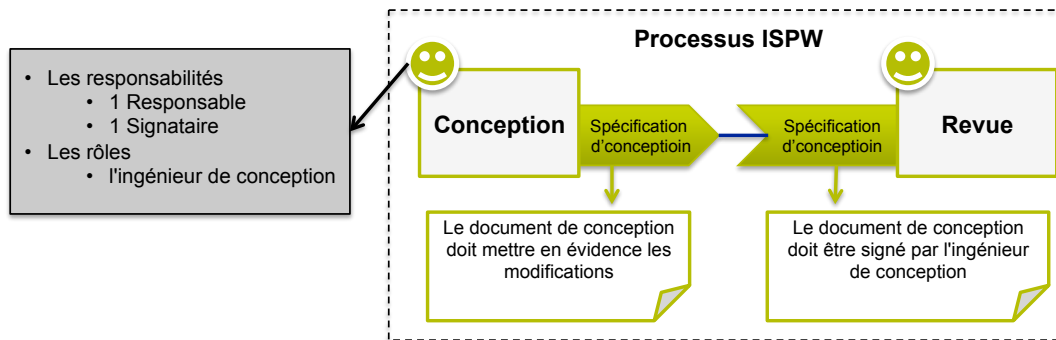 Processus ISPW
• Les responsabilités
• 1 Responsable
• 1 Signataire
• Les rôles
• l'ingénieur de conception
Conception
Spécification
d'conceptioin
Spécification
d'conceptioin
Revue
Le document de conception
doit mettre en évidence les
modifications
Le document de conception
doit être signé par l'ingénieur
de conception